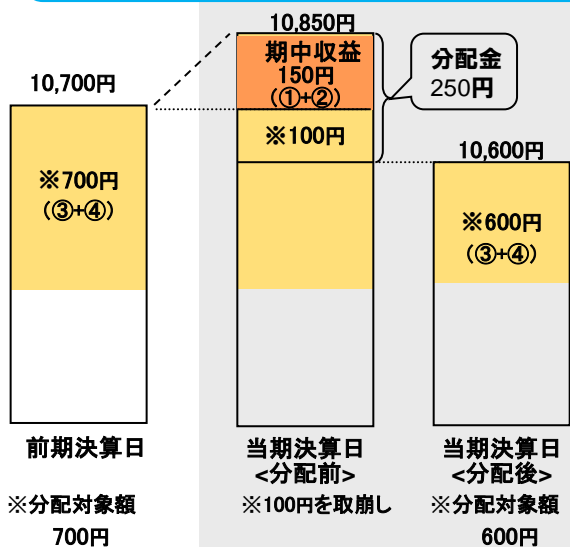 10,850円
期中収益
150円
(①+②)
分配金
250円
10,700円
※100円
10,600円
※700円
(③+④)
※600円
(③+④)
前期決算日
当期決算日
<分配前>
当期決算日
<分配後>
※分配対象額
700円
※100円を取崩し
※分配対象額
600円